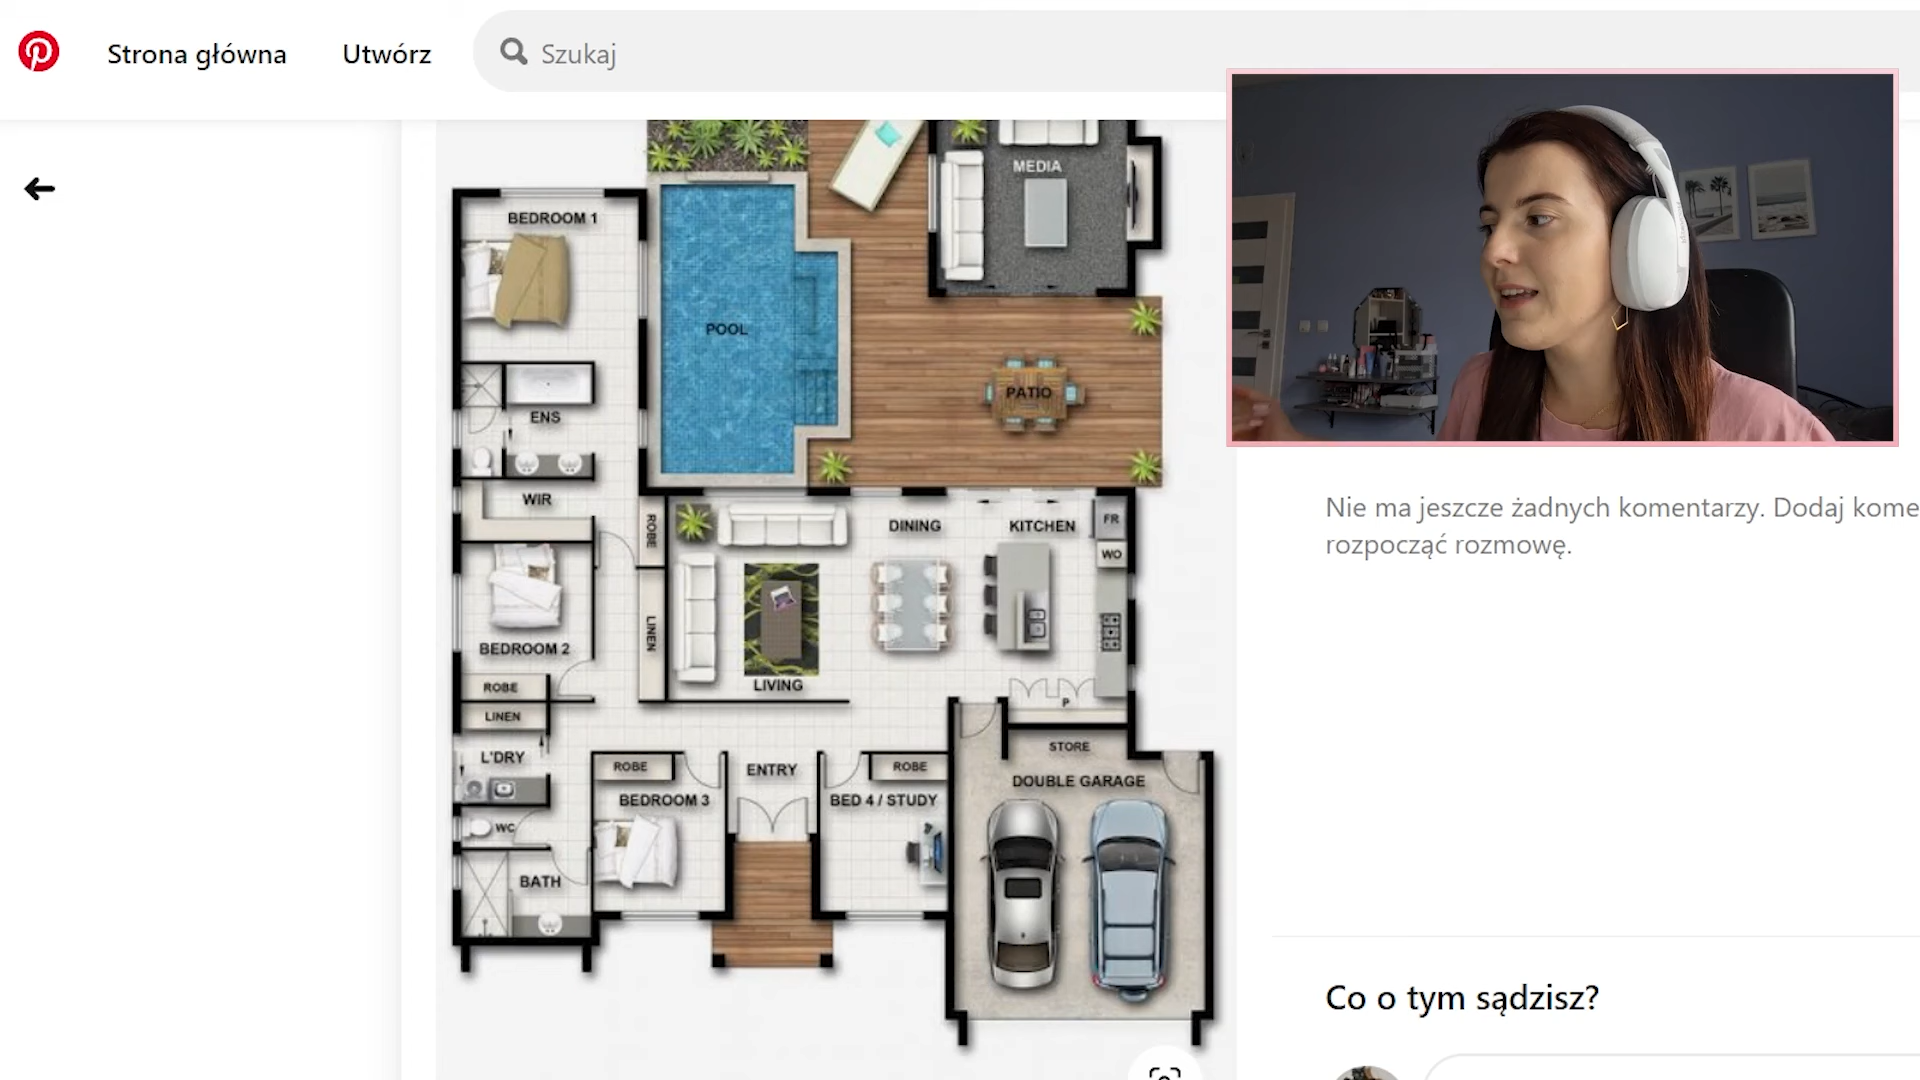 Strona główna
Utwórz
Szukaj
MEDIA
BEDROOM 1
POOL
PATIO
ENS
WIR
ROBE
DINING
KITCHEN
FR
WO
LINEN
BEDROOM 2
ROBE
LIVING
P
LINEN
L'DRY
STORE
ROBE
ENTRY
ROBE
DOUBLE GARAGE
BEDROOM 3
BED 4 / STUDY
WC
BATH
Nie ma jeszcze żadnych komentarzy. Dodaj kome
rozpocząć rozmowę.
Co o tym sądzisz?